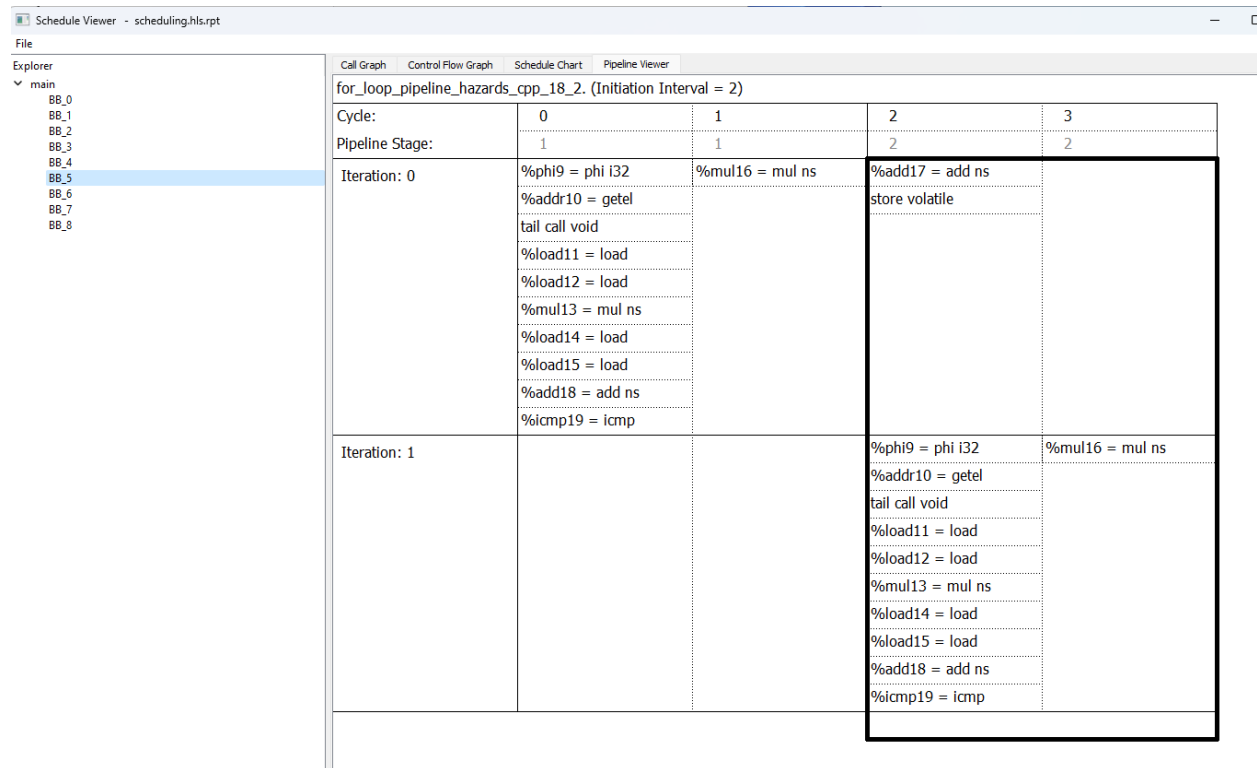 Schedule Viewer - scheduling.hls.rpt
File
Explorer
main
BB_0
BB_1
BB_2
BB_3
BB_4
BB_5
BB_6
BB_7
BB_8
Call Graph Control Flow Graph Schedule Chart Pipeline Viewer
for_loop_pipeline_hazards_cpp_18_2. (Initiation Interval = 2)
Cycle: 0 1 2 3
Pipeline Stage: 1 1 2 2
Iteration: 0 %phi9 = phi i32 %mul16 = mul ns %add17 = add ns
%addr10 = getel store volatile
tail call void
%load11 = load
%load12 = load
%mul13 = mul ns
%load14 = load
%load15 = load
%add18 = add ns
%icmp19 = icmp
Iteration: 1 %phi9 = phi i32 %mul16 = mul ns
%addr10 = getel
tail call void
%load11 = load
%load12 = load
%mul13 = mul ns
%load14 = load
%load15 = load
%add18 = add ns
%icmp19 = icmp